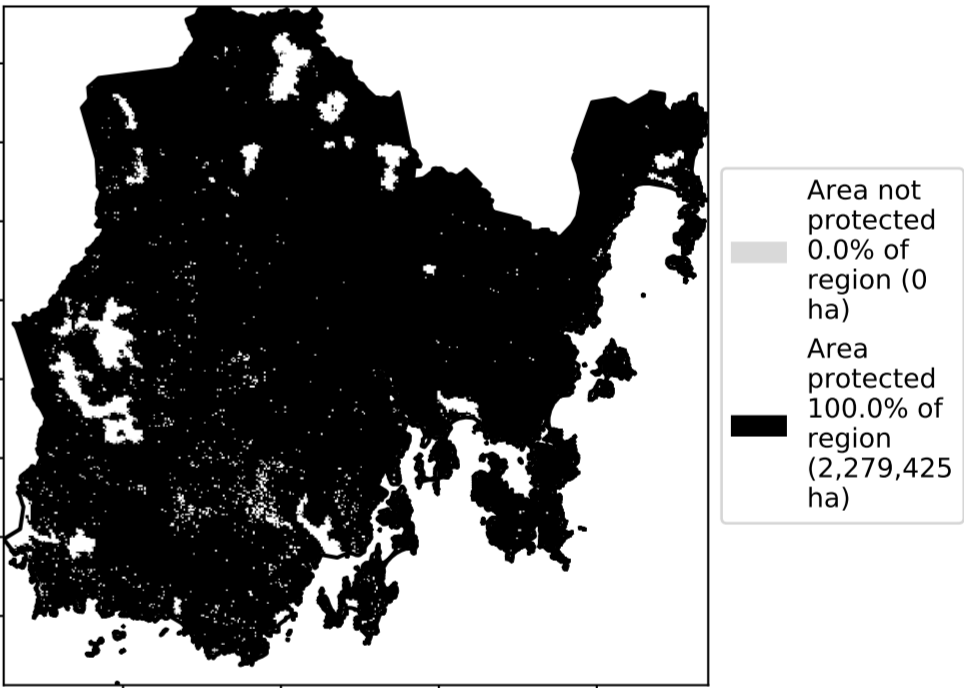 Area not
protected
0.0% of
region (0
ha)
Area
protected
100.0% of
region
(2,279,425
ha)